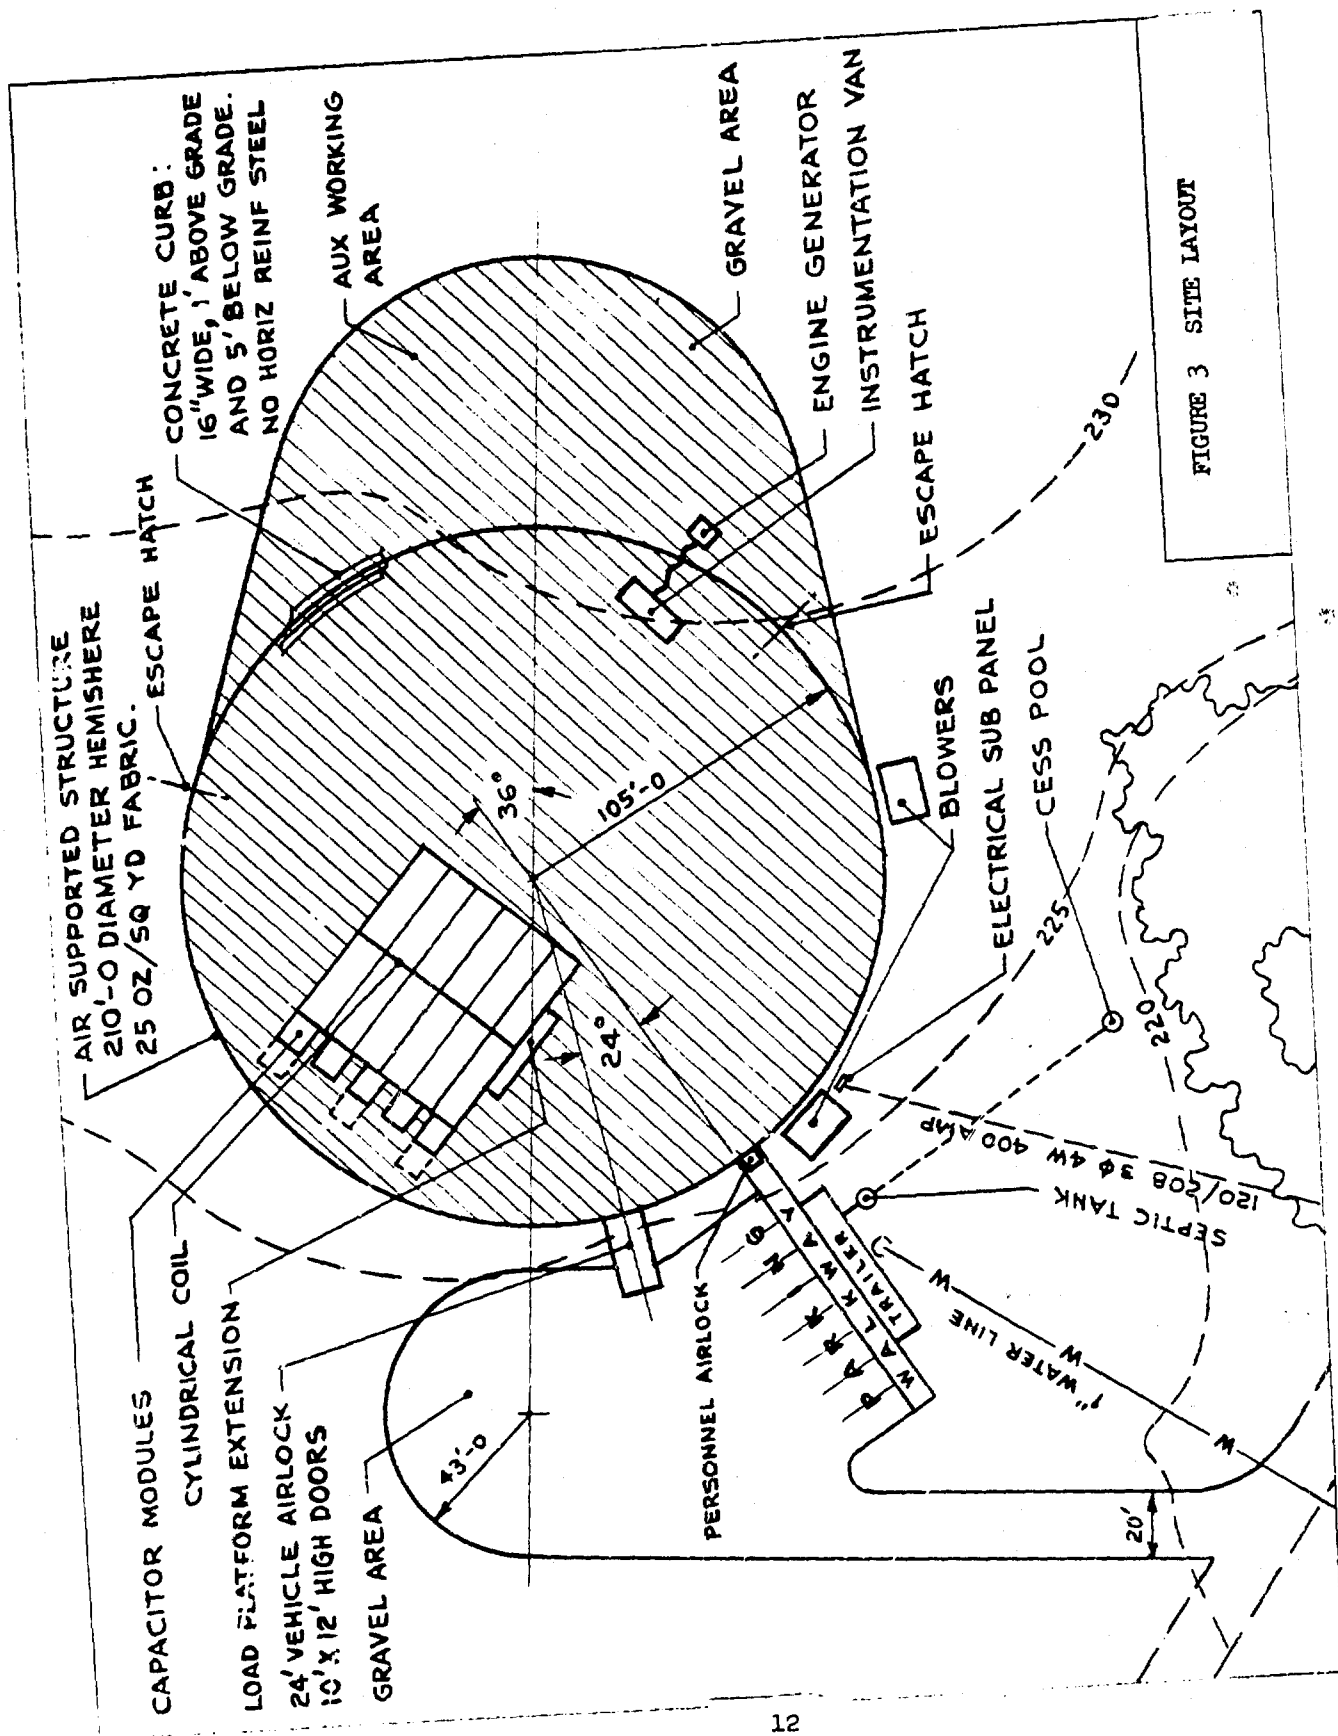 AIR SUPPORTED STRUCTURE
210'-0 DIAMETER HEMISHERE
25 OZ/SQ YD FABRIC.
ESCAPE HATCH
CONCRETE CURB:
16" WIDE, 1' ABOVE GRADE
AND 5' BELOW GRADE.
NO HORIZ REINF STEEL
AUX WORKING
AREA
GRAVEL AREA
ENGINE GENERATOR
INSTRUMENTATION VAN
ESCAPE HATCH
230
CAPACITOR MODULES
CYLINDRICAL COIL
LOAD PLATFORM EXTENSION
24' VEHICLE AIRLOCK
10' X 12' HIGH DOORS
GRAVEL AREA
43'-0
36°
24°
105'-0
PERSONNEL AIRLOCK
PARKING
WALKWAY
TRAILER
BLOWERS
ELECTRICAL SUB PANEL
CESS POOL
225
220
120/208 3Φ 4W 400 AMP
SEPTIC TANK
1" WATER LINE
W
W
W
20'
FIGURE 3 SITE LAYOUT
12